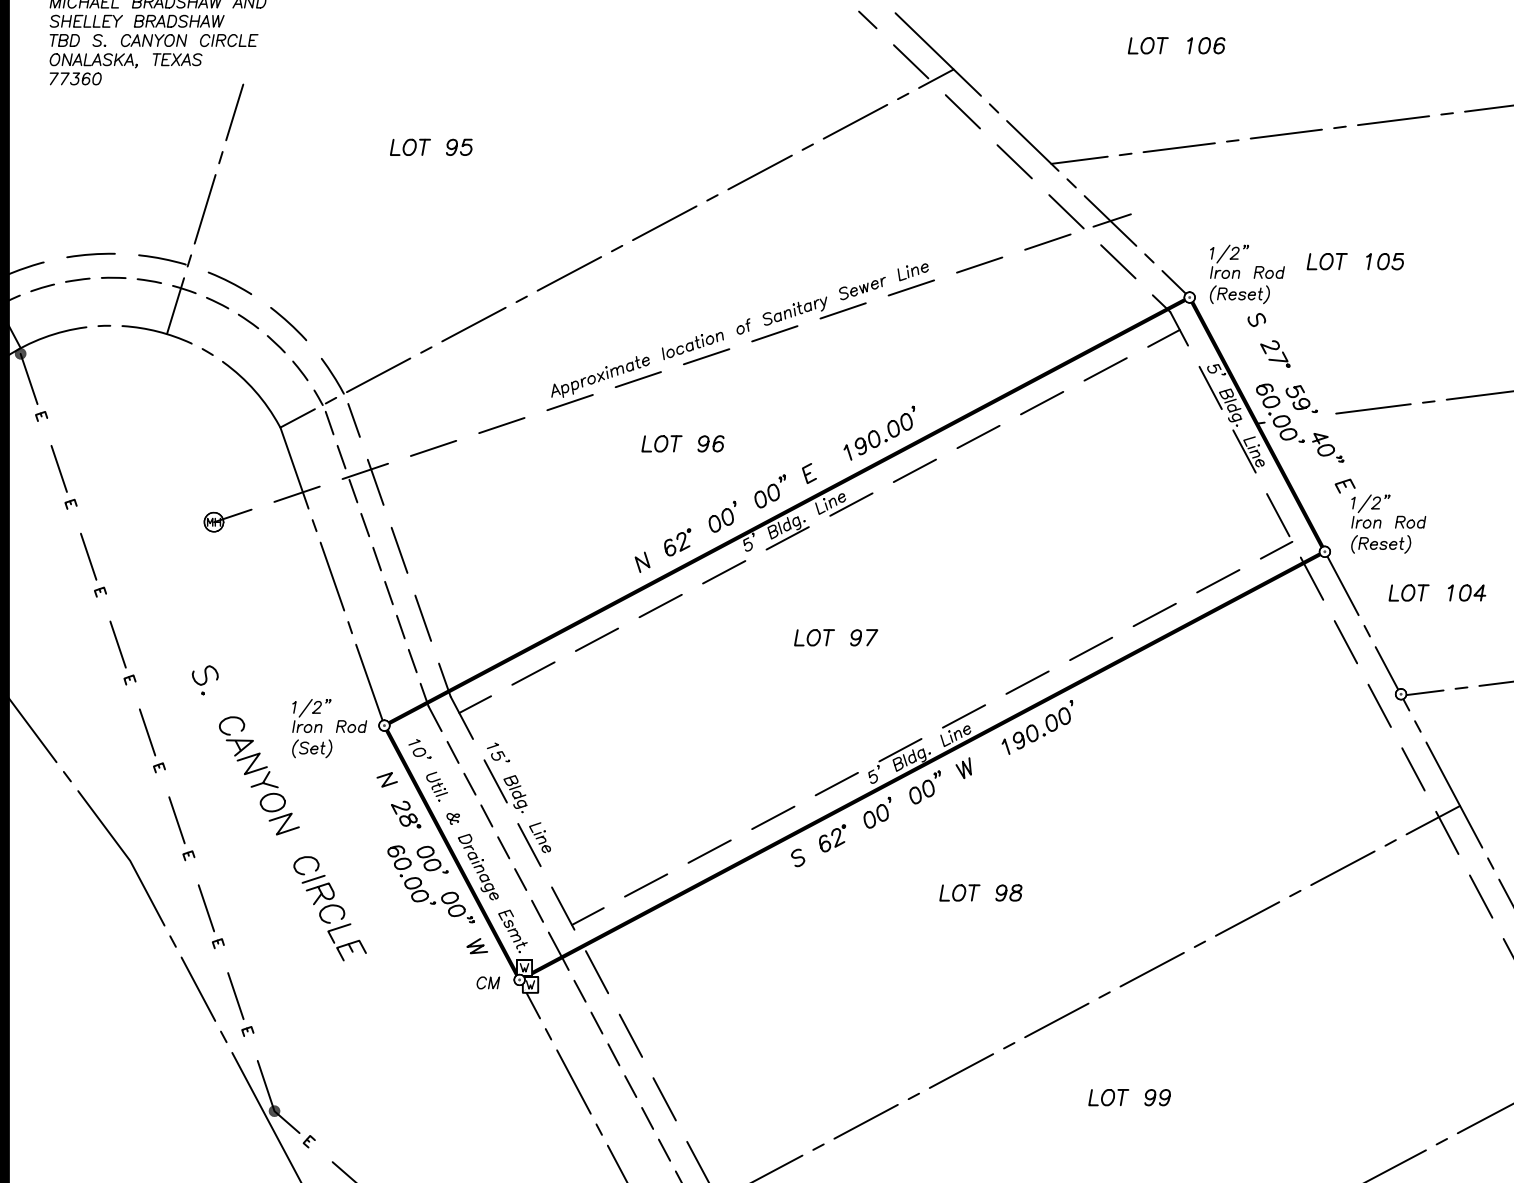 MICHAEL BRADSHAW AND
SHELLEY BRADSHAW
TBD S. CANYON CIRCLE
ONALASKA, TEXAS
77360
LOT 106
LOT 95
1/2"
Iron Rod
(Reset)
LOT 105
Approximate location of Sanitary Sewer Line
S 27° 59' 40" E
60.00'
5' Bldg. Line
LOT 96
N 62° 00' 00" E 190.00'
5' Bldg. Line
MH
1/2"
Iron Rod
(Reset)
LOT 104
LOT 97
E
E
E
E
E
E
E
E
E
S. CANYON CIRCLE
1/2"
Iron Rod
(Set)
10' Util. & Drainage Esmt.
15' Bldg. Line
N 28° 00' 00" W
60.00'
5' Bldg. Line
S 62° 00' 00" W 190.00'
LOT 98
CM
W
W
LOT 99